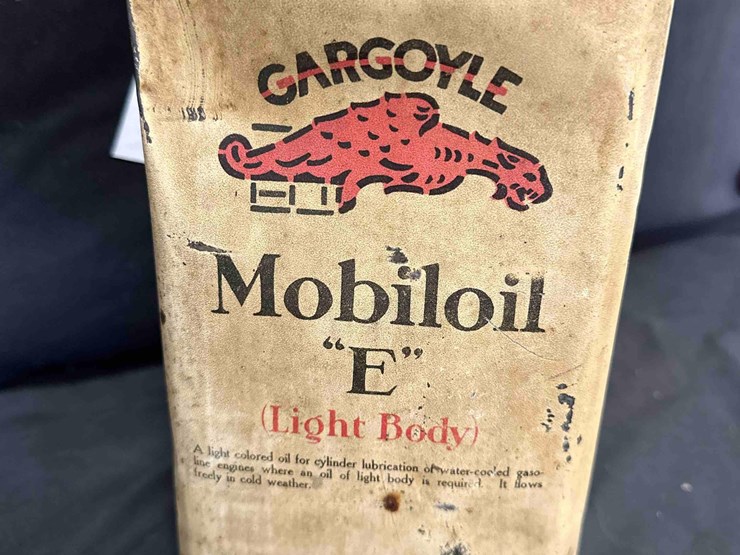 GARGOYLE
Mobiloil
"E"
(Light Body)
A light colored oil for cylinder lubrication of water-cooled gaso-
line engines where an oil of light body is required. It flows
freely in cold weather.